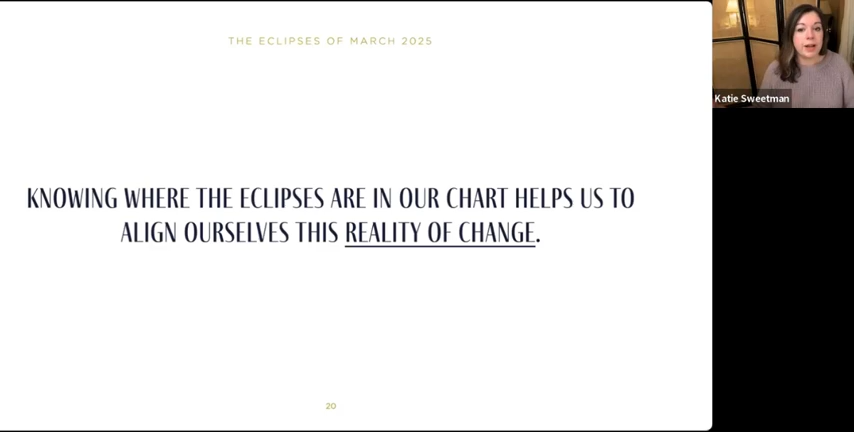 THE ECLIPSES OF MARCH 2025
KNOWING WHERE THE ECLIPSES ARE IN OUR CHART HELPS US TO
ALIGN OURSELVES THIS REALITY OF CHANGE.
20
Katie Sweetman